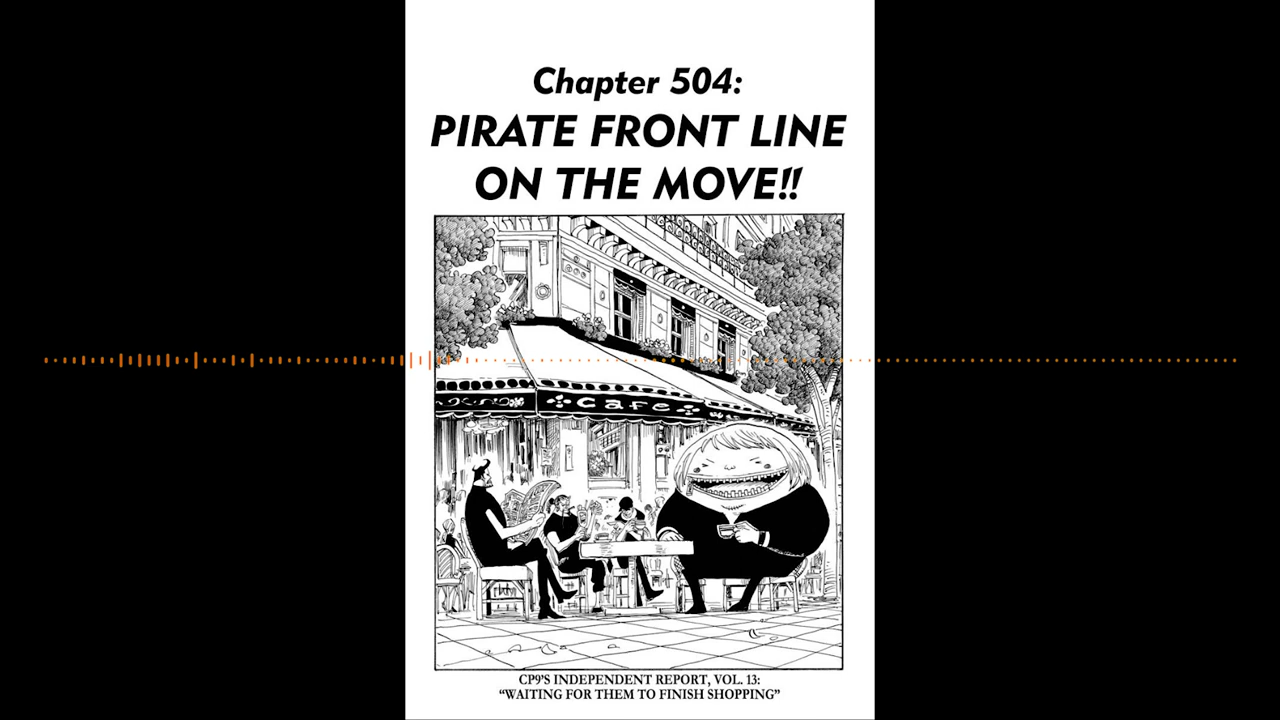 Chapter 504:
PIRATE FRONT LINE
ON THE MOVE!!
Cafe
CP9'S INDEPENDENT REPORT, VOL. 13:
“WAITING FOR THEM TO FINISH SHOPPING”